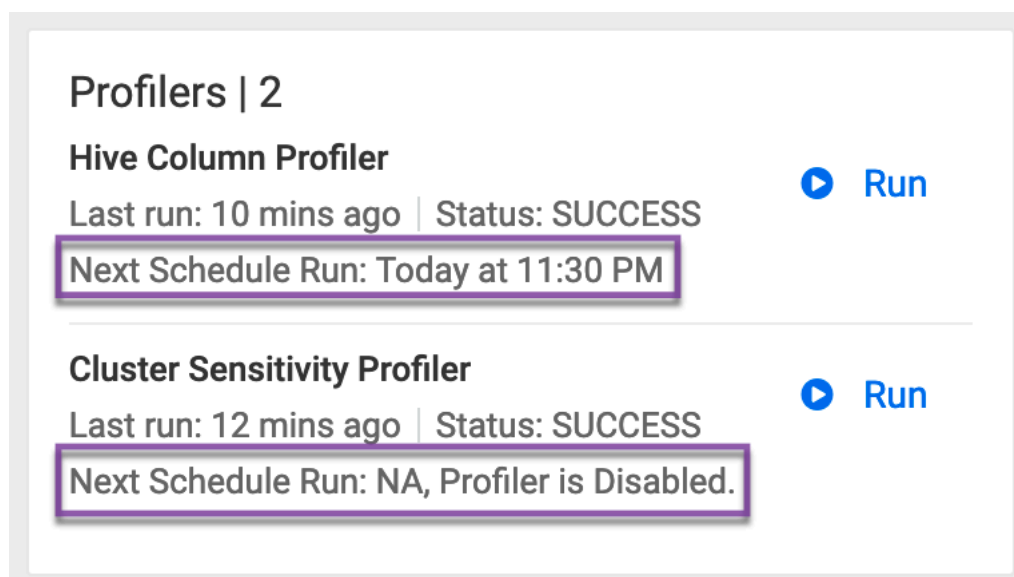 Profilers | 2
Hive Column Profiler
Run
Last run: 10 mins ago | Status: SUCCESS
Next Schedule Run: Today at 11:30 PM
Cluster Sensitivity Profiler
Run
Last run: 12 mins ago | Status: SUCCESS
Next Schedule Run: NA, Profiler is Disabled.